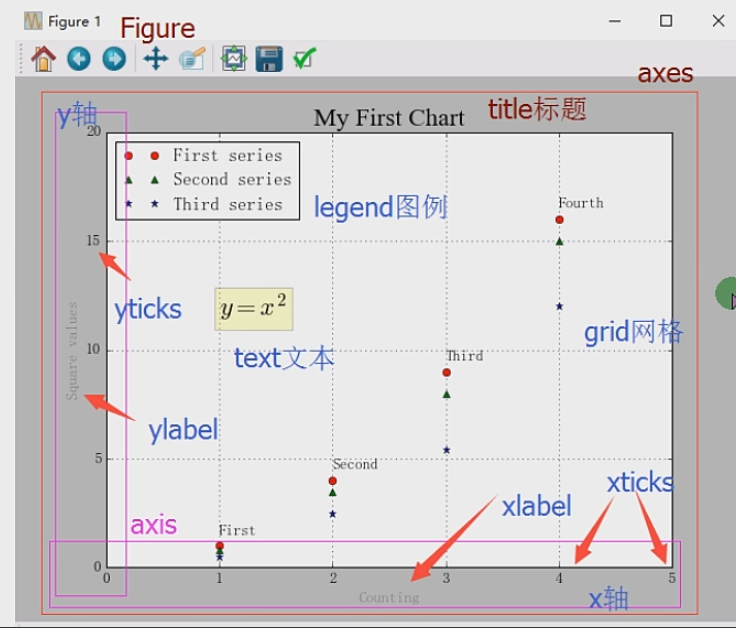 Figure 1
Figure
axes
y轴
My First Chart
title标题
20
First series
Second series
Third series
legend图例
Fourth
15
yticks
y=x²
grid网格
Square values
10
text文本
Third
ylabel
Second
5
xticks
xlabel
axis
First
0
0 1 2 3 4 5
Counting
x轴